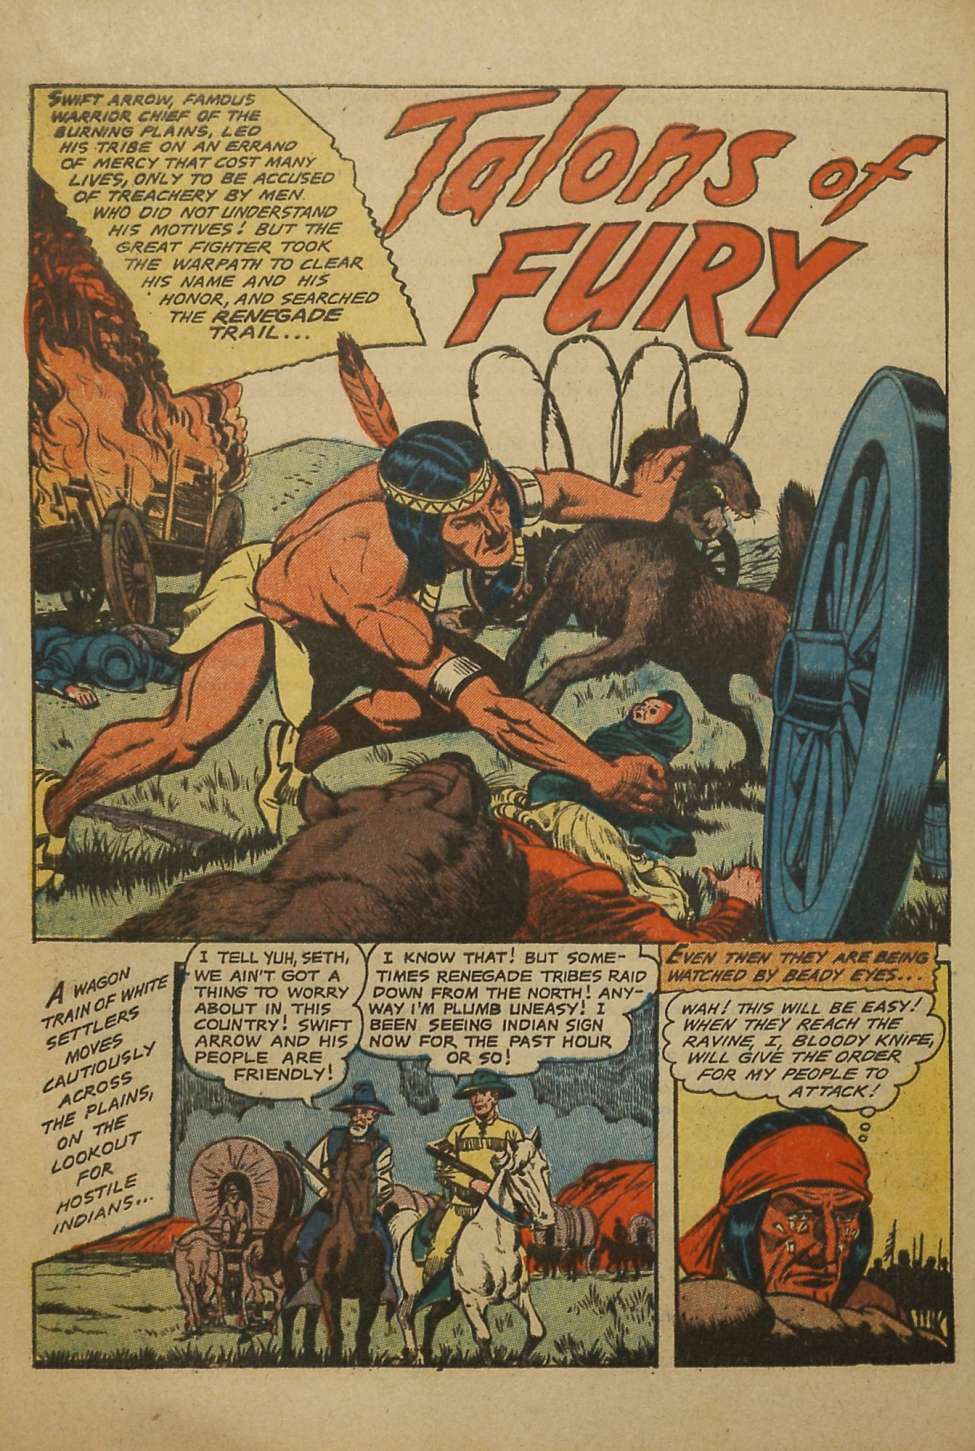 SWIFT ARROW, FAMOUS
WARRIOR CHIEF OF THE
BURNING PLAINS, LED
HIS TRIBE ON AN ERRAND
OF MERCY THAT COST MANY
LIVES, ONLY TO BE ACCUSED
OF TREACHERY BY MEN
WHO DID NOT UNDERSTAND
HIS MOTIVES! BUT THE
GREAT FIGHTER TOOK
THE WARPATH TO CLEAR
HIS NAME AND HIS
HONOR, AND SEARCHED
THE RENEGADE
TRAIL...
Talons of
FURY
A WAGON
TRAIN OF WHITE
SETTLERS
MOVES
CAUTIOUSLY
ACROSS
THE PLAINS,
ON THE
LOOKOUT
FOR
HOSTILE
INDIANS...
I TELL YUH, SETH,
WE AIN'T GOT A
THING TO WORRY
ABOUT IN THIS
COUNTRY! SWIFT
ARROW AND HIS
PEOPLE ARE
FRIENDLY!
I KNOW THAT! BUT SOME-
TIMES RENEGADE TRIBES RAID
DOWN FROM THE NORTH! ANY-
WAY I'M PLUMB UNEASY! I
BEEN SEEING INDIAN SIGN
NOW FOR THE PAST HOUR
OR SO!
EVEN THEN THEY ARE BEING
WATCHED BY BEADY EYES...
WAH! THIS WILL BE EASY!
WHEN THEY REACH THE
RAVINE, I, BLOODY KNIFE,
WILL GIVE THE ORDER
FOR MY PEOPLE TO
ATTACK!